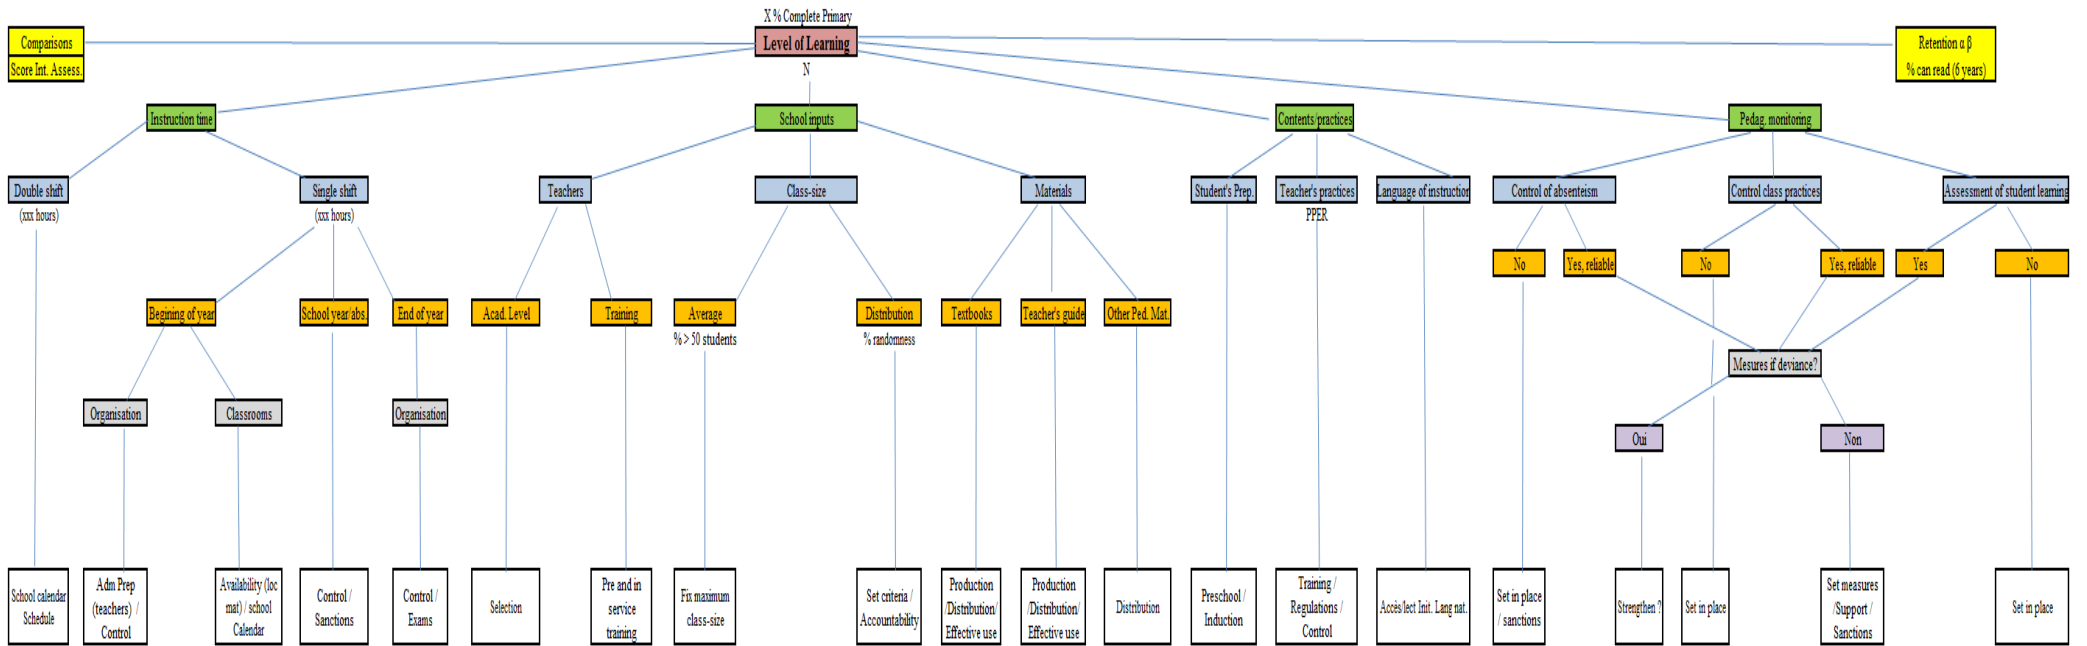 X % Complete Primary
Comparisons
Level of Learning
Retention α β
Score Int. Assess.
N
% can read (6 years)
Instruction time
School inputs
Contents/practices
Pedag. monitoring
Double shift
Single shift
Teachers
Class-size
Materials
Student's Prep.
Teacher's practices
Language of instruction
Control of absenteism
Control class practices
Assessment of student learning
(xxx hours)
(xxx hours)
PPER
No
Yes, reliable
No
Yes, reliable
Yes
No
Begining of year
School year/abs.
End of year
Acad. Level
Training
Average
Distribution
Textbooks
Teacher's guide
Other Ped. Mat.
% > 50 students
% randomness
Mesures if deviance?
Organisation
Classrooms
Organisation
Oui
Non
School calendar
Schedule
Adm Prep
(teachers) /
Control
Availability (loc
mat) / school
Calendar
Control /
Sanctions
Control /
Exams
Selection
Pre and in
service
training
Fix maximum
class-size
Set criteria /
Accountability
Production
/Distribution/
Effective use
Production
/Distribution/
Effective use
Distribution
Preschool /
Induction
Training /
Regulations /
Control
Accès/lect Init. Lang nat.
Set in place
/ sanctions
Strengthen ?
Set in place
Set measures
/Support /
Sanctions
Set in place